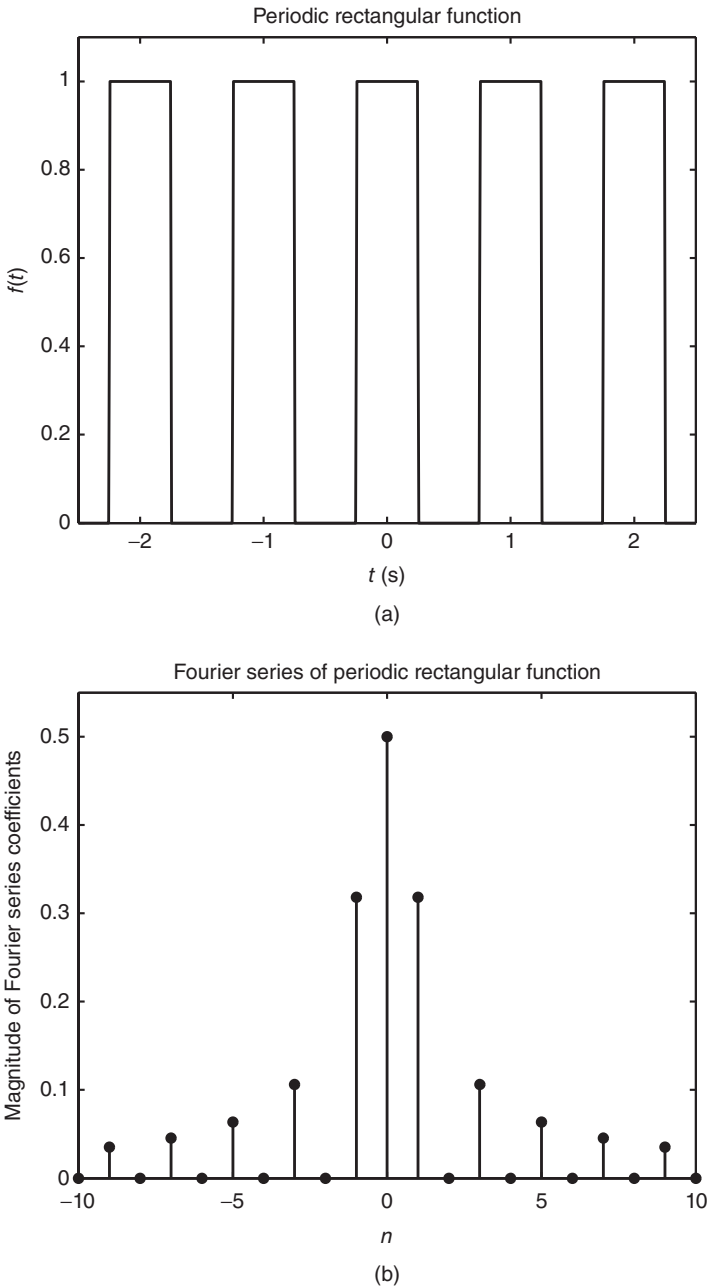 Periodic rectangular function
1
0.8
0.6
0.4
0.2
0
f(t)
−2 −1 0 1 2
t (s)
(a)
Fourier series of periodic rectangular function
0.5
0.4
0.3
0.2
0.1
0
Magnitude of Fourier series coefficients
−10 −5 0 5 10
n
(b)